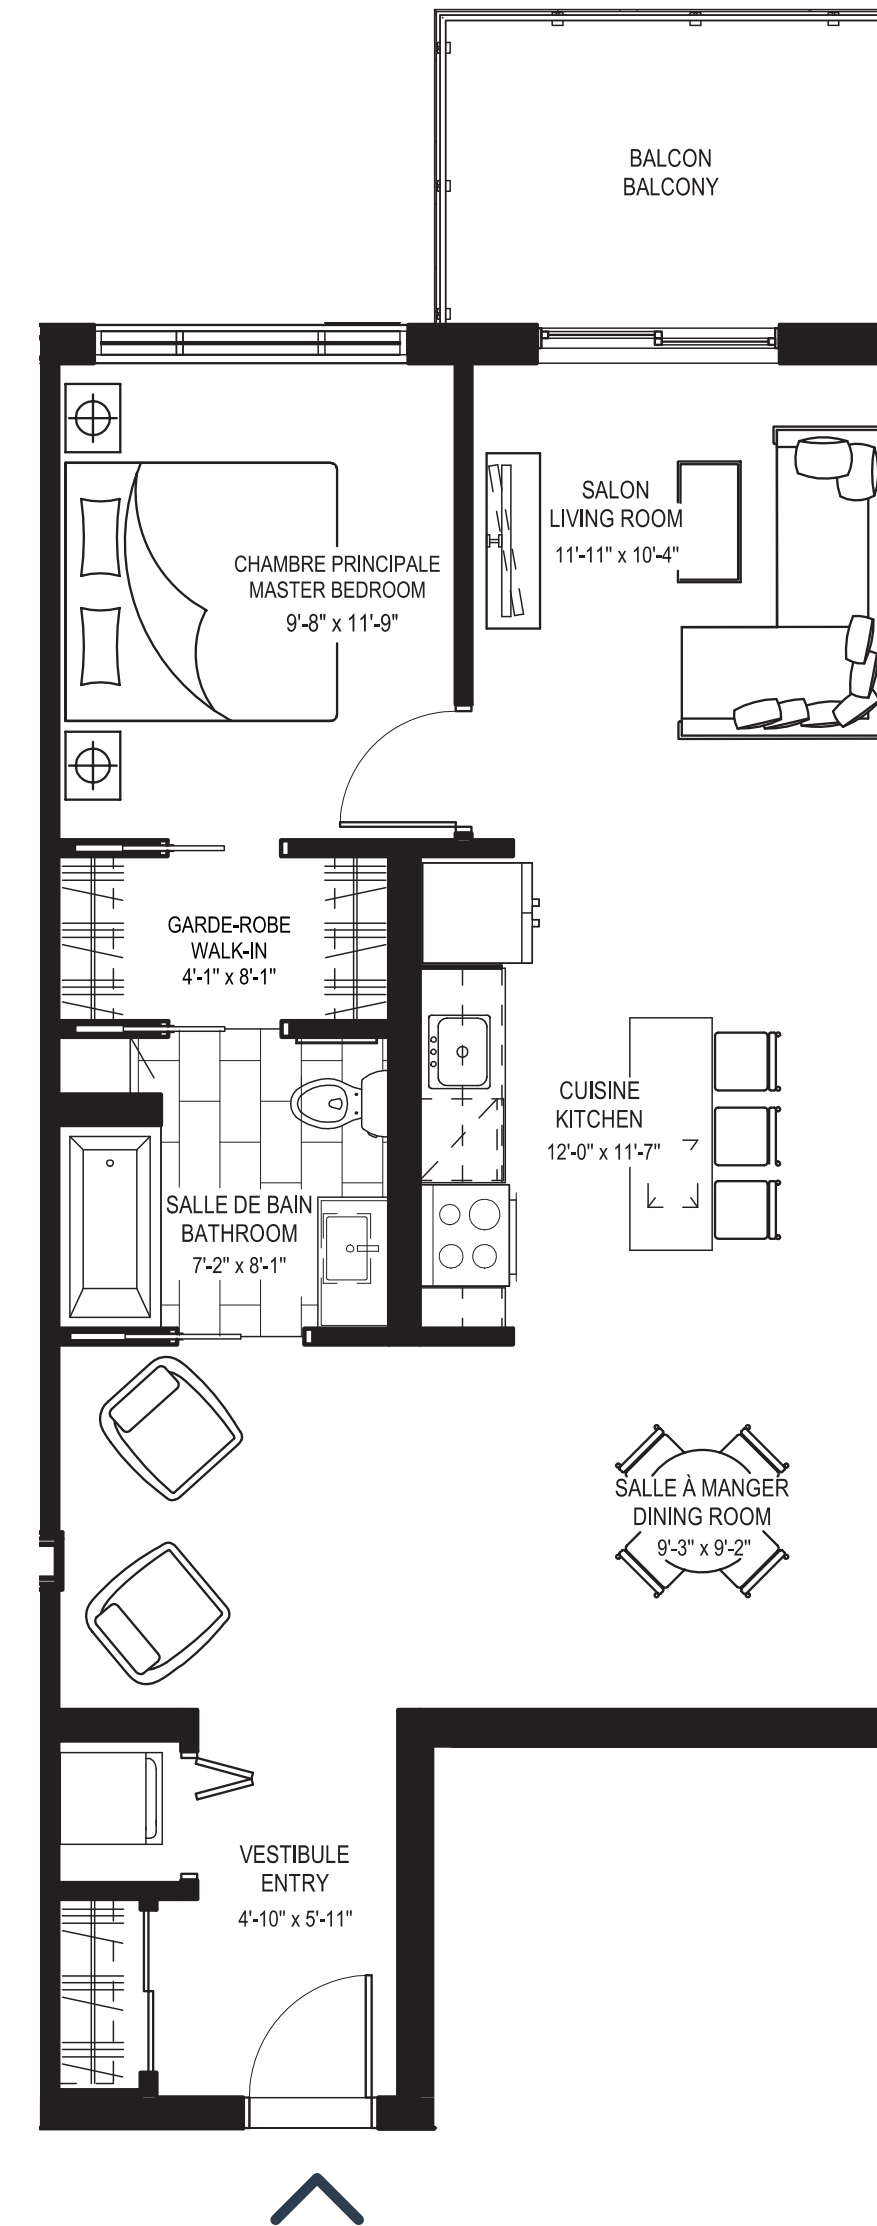 BALCON
BALCONY
SALON
LIVING ROOM
11'-11" x 10'-4"
CHAMBRE PRINCIPALE
MASTER BEDROOM
9'-8" x 11'-9"
GARDE-ROBE
WALK-IN
4'-1" x 8'-1"
CUISINE
KITCHEN
12'-0" x 11'-7"
SALLE DE BAIN
BATHROOM
7'-2" x 8'-1"
SALLE À MANGER
DINING ROOM
9'-3" x 9'-2"
VESTIBULE
ENTRY
4'-10" x 5'-11"